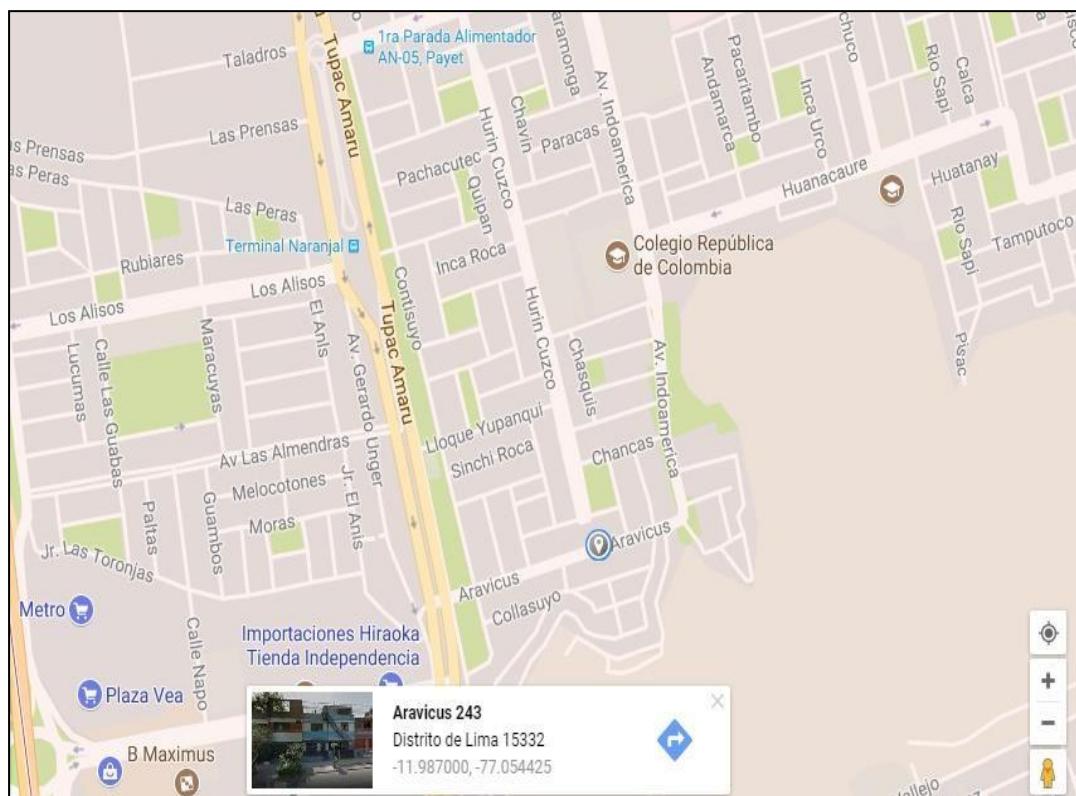 1ra Parada Alimentador
AN-05, Payet
Taladros
Tupac Amaru
aramonga
Av. Indoamerica
Pacaritambo
Andamarca
chuco
Rio Sapi
Calca
Inca Urco
Las Prensas
as Prensas
as Peras
Chavin
Paracas
Hurin Cuzco
Pachacutec
Quipan
Huanacaure
Huatanay
Rio Sapi
Tamputoco
Las Peras
Terminal Naranjal
Rubiares
Inca Roca
Colegio República
de Colombia
Los Alisos
Los Alisos
Contisuyo
El Anis
Maracuyas
Lucumas
Calle Las Guabas
Av. Gerardo Unger
Tupac Amaru
Hurin Cuzco
Chasquis
Av. Indoamerica
Pisac
Lloque Yupanqui
Sinchi Roca
Chancas
Av Las Almendras
Melocotones
Moras
Jr. El Anis
Guambos
Paltas
Jr. Las Toronjas
Aravicus
Aravicus
Collasuyo
Metro
Calle Napo
Importaciones Hiraoka
Tienda Independencia
Plaza Vea
B Maximus
Aravicus 243
Distrito de Lima 15332
-11.987000, -77.054425
vallejo